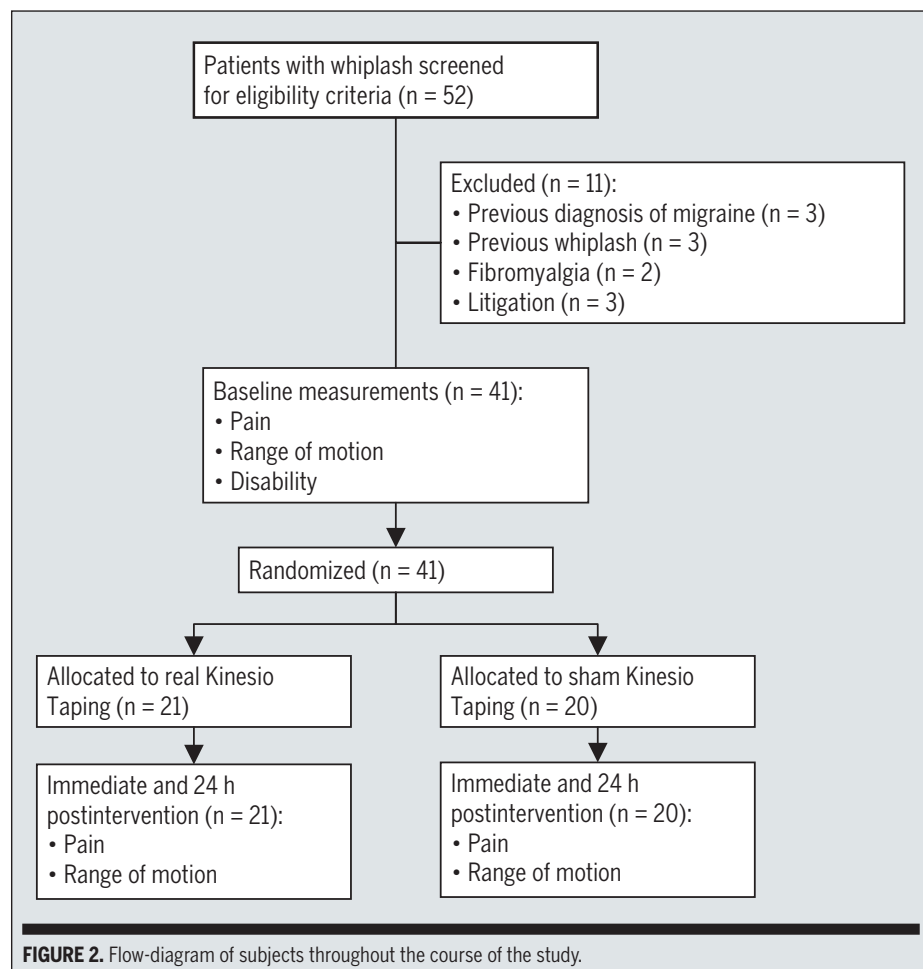 Patients with whiplash screened
for eligibility criteria (n = 52)
Excluded (n = 11):
• Previous diagnosis of migraine (n = 3)
• Previous whiplash (n = 3)
• Fibromyalgia (n = 2)
• Litigation (n = 3)
Baseline measurements (n = 41):
• Pain
• Range of motion
• Disability
Randomized (n = 41)
Allocated to real Kinesio
Taping (n = 21)
Allocated to sham Kinesio
Taping (n = 20)
Immediate and 24 h
postintervention (n = 21):
• Pain
• Range of motion
Immediate and 24 h
postintervention (n = 20):
• Pain
• Range of motion
FIGURE 2. Flow-diagram of subjects throughout the course of the study.